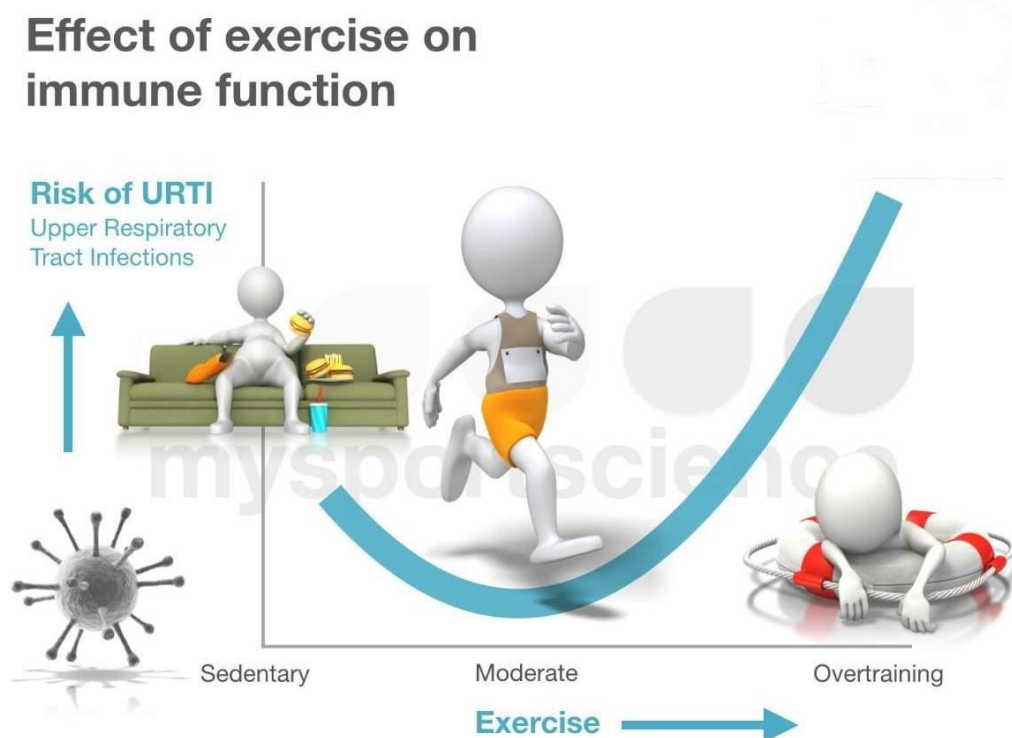 Effect of exercise on
immune function
Risk of URTI
Upper Respiratory
Tract Infections
mysportscience
Sedentary
Moderate
Overtraining
Exercise